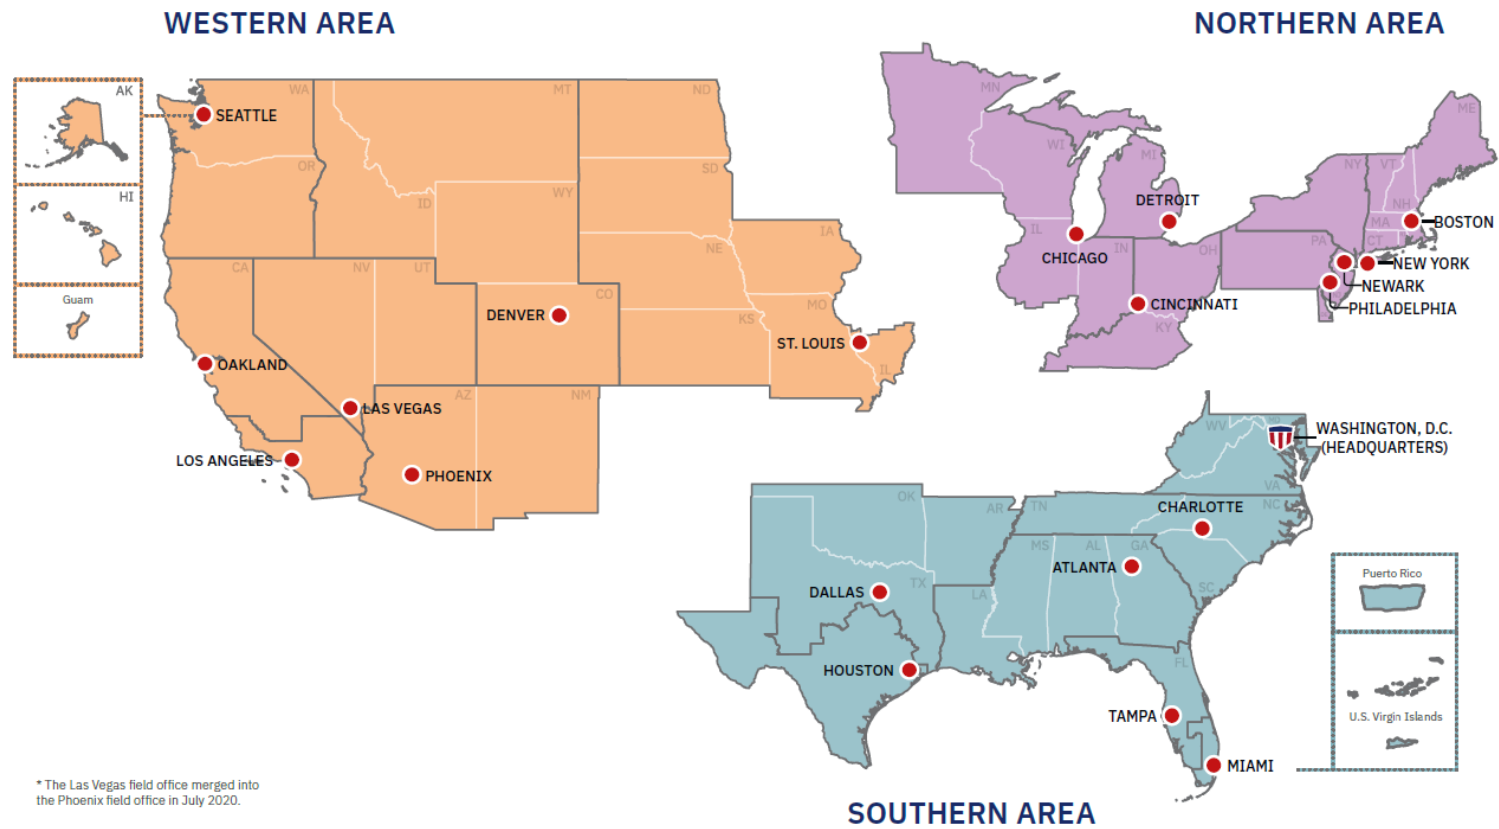 WESTERN AREA
NORTHERN AREA
AK
HI
Guam
WA
MT
ND
SEATTLE
OR
ID
WY
SD
NE
IA
CA
NV
UT
CO
MO
KS
IL
DENVER
ST. LOUIS
OAKLAND
LAS VEGAS
AZ
NM
LOS ANGELES
PHOENIX
MN
WI
MI
ME
NY
VT
NH
MA
CT
PA
DETROIT
BOSTON
IL
IN
OH
CHICAGO
NEW YORK
NEWARK
PHILADELPHIA
CINCINNATI
KY
WV
WASHINGTON, D.C.
(HEADQUARTERS)
VA
OK
AR
TN
CHARLOTTE
NC
MS
AL
GA
ATLANTA
DALLAS
TX
LA
SC
Puerto Rico
HOUSTON
FL
TAMPA
U.S. Virgin Islands
MIAMI
* The Las Vegas field office merged into
the Phoenix field office in July 2020.
SOUTHERN AREA